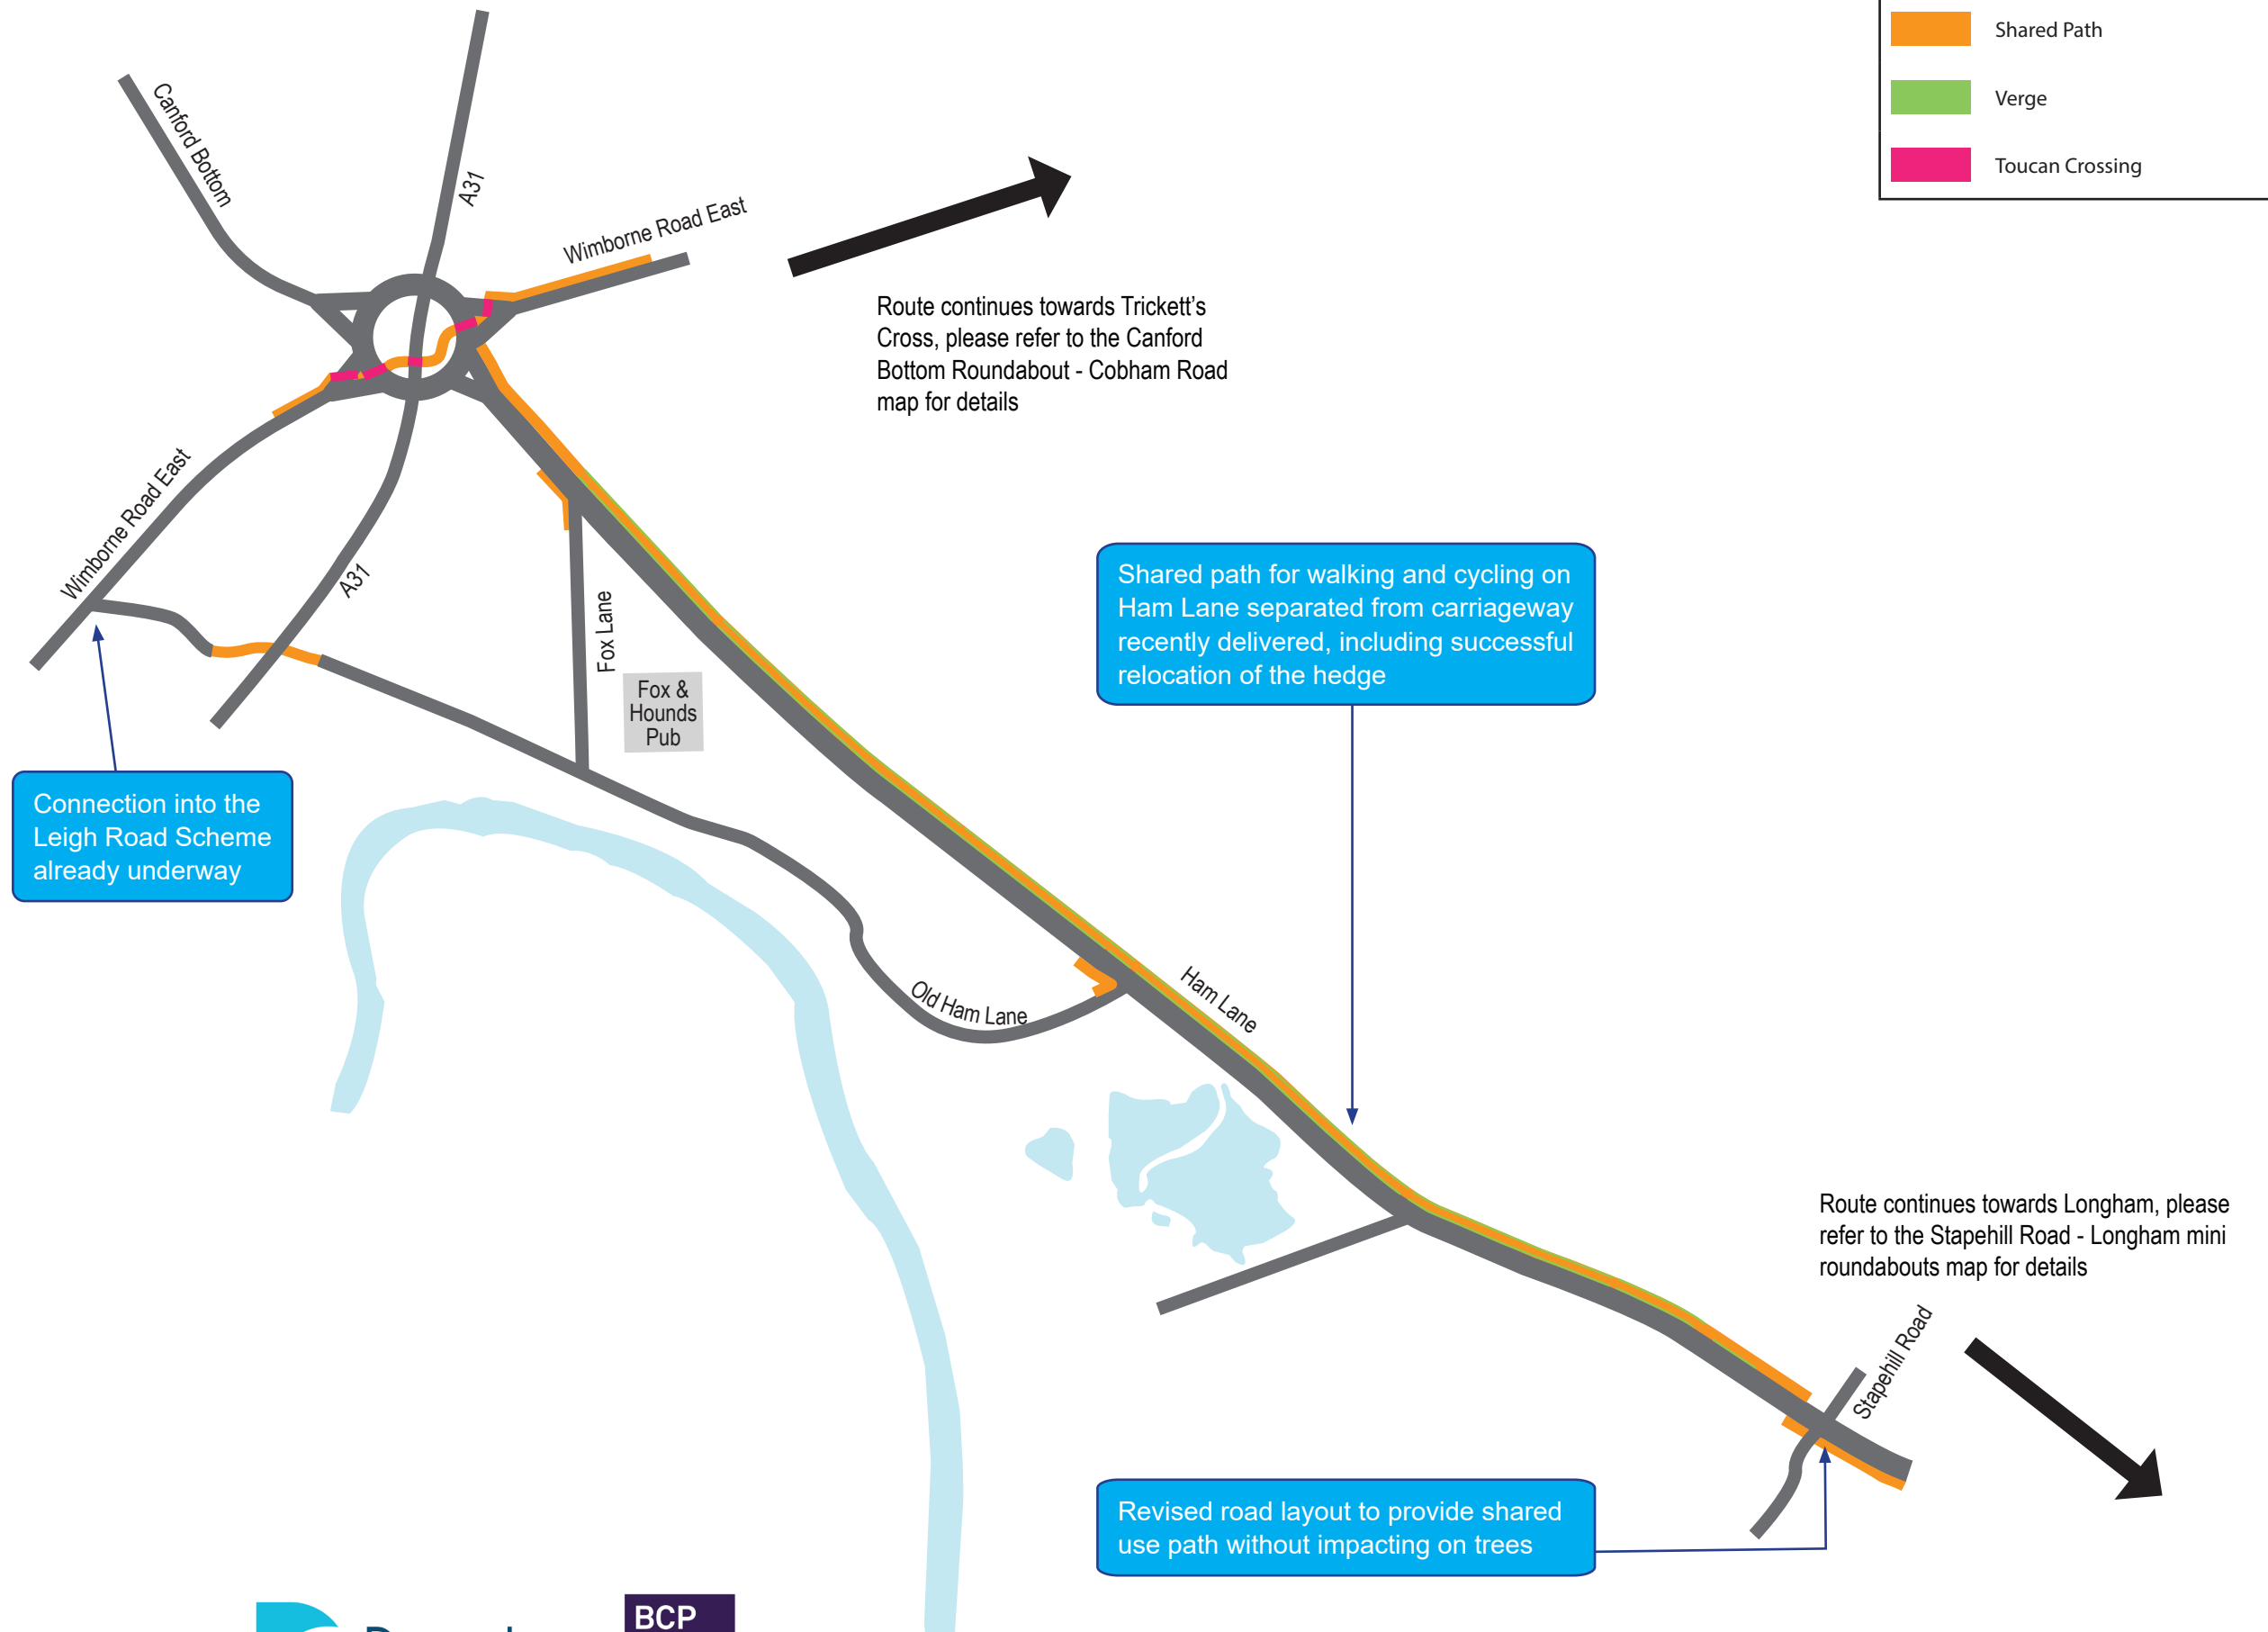 Shared Path
Verge
Toucan Crossing
Canford Bottom
A31
Wimborne Road East
Route continues towards Trickett's
Cross, please refer to the Canford
Bottom Roundabout - Cobham Road
map for details
Wimborne Road East
A31
Fox Lane
Fox &
Hounds
Pub
Shared path for walking and cycling on
Ham Lane separated from carriageway
recently delivered, including successful
relocation of the hedge
Connection into the
Leigh Road Scheme
already underway
Old Ham Lane
Ham Lane
Route continues towards Longham, please
refer to the Stapehill Road - Longham mini
roundabouts map for details
Stapehill Road
Revised road layout to provide shared
use path without impacting on trees
BCP